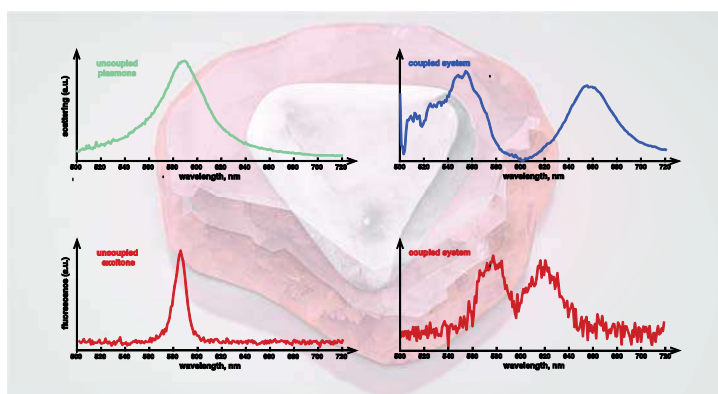 uncoupled
plasmons
scattering (a.u.)
500 520 540 560 580 600 620 640 660 680 700 720
wavelength, nm
coupled system
500 520 540 560 580 600 620 640 660 680 700 720
wavelength, nm
uncoupled
excitons
fluorescence (a.u.)
500 520 540 560 580 600 620 640 660 680 700 720
wavelength, nm
coupled system
500 520 540 560 580 600 620 640 660 680 700 720
wavelength, nm